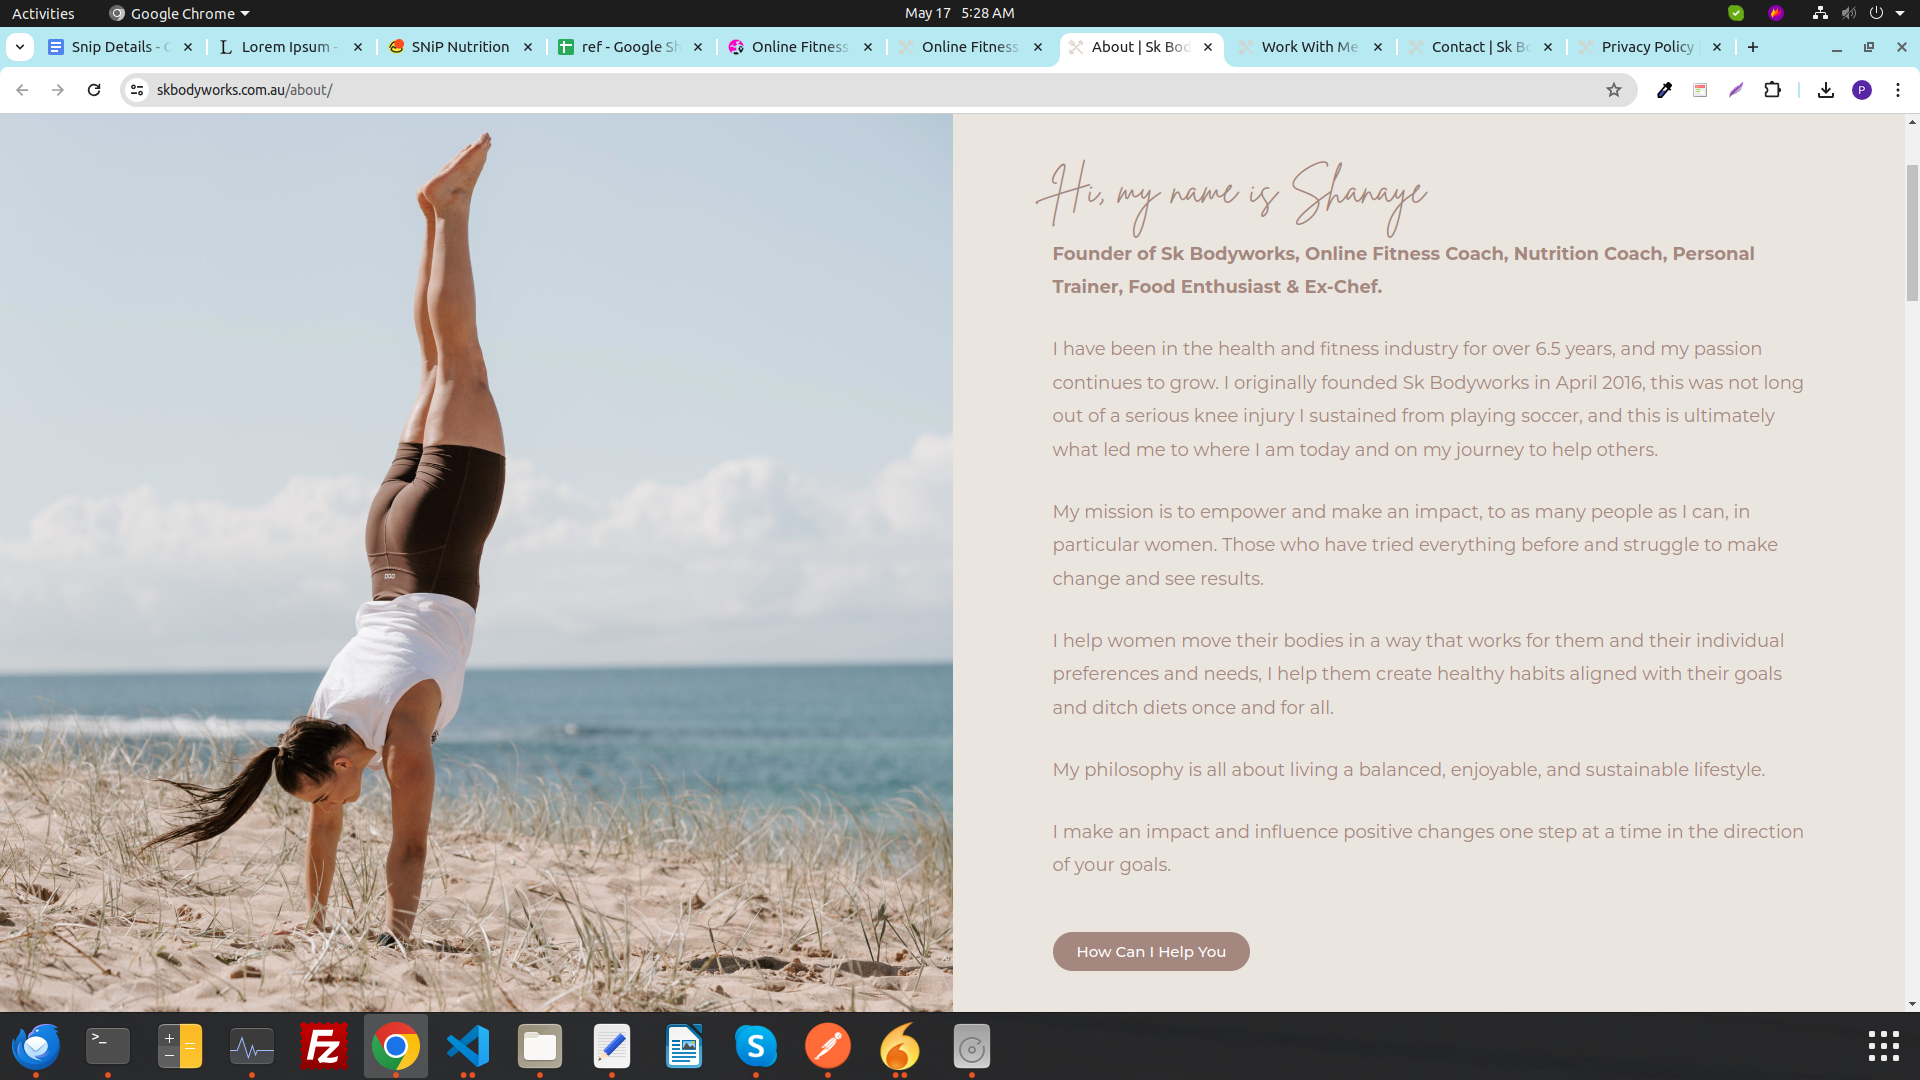 Activities
Google Chrome
May 17 5:28 AM
Snip Details -
Lorem Ipsum -
SNiP Nutrition
ref - Google Sh
Online Fitness
Online Fitness
About | Sk Bod
Work With Me
Contact | Sk Bo
Privacy Policy
skbodyworks.com.au/about/
P
Hi, my name is Shanaye
Founder of Sk Bodyworks, Online Fitness Coach, Nutrition Coach, Personal
Trainer, Food Enthusiast & Ex-Chef.
I have been in the health and fitness industry for over 6.5 years, and my passion
continues to grow. I originally founded Sk Bodyworks in April 2016, this was not long
out of a serious knee injury I sustained from playing soccer, and this is ultimately
what led me to where I am today and on my journey to help others.
My mission is to empower and make an impact, to as many people as I can, in
particular women. Those who have tried everything before and struggle to make
change and see results.
I help women move their bodies in a way that works for them and their individual
preferences and needs, I help them create healthy habits aligned with their goals
and ditch diets once and for all.
My philosophy is all about living a balanced, enjoyable, and sustainable lifestyle.
I make an impact and influence positive changes one step at a time in the direction
of your goals.
How Can I Help You